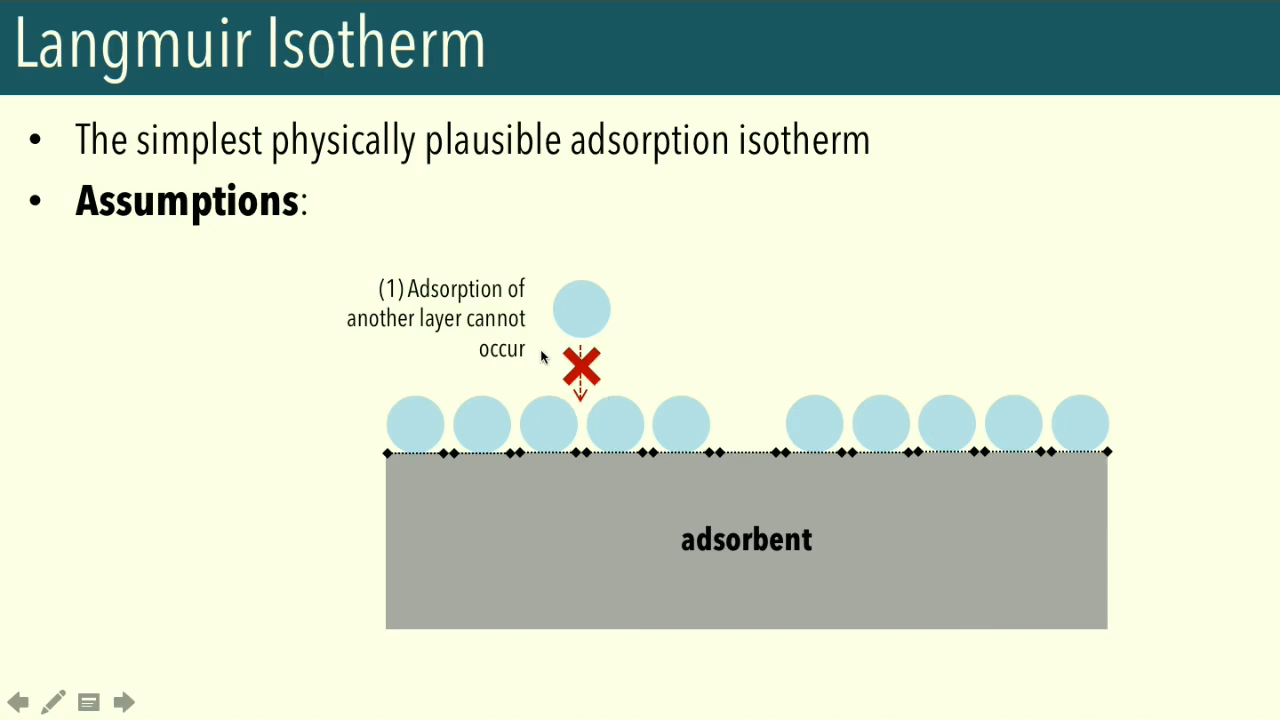 Langmuir Isotherm
• The simplest physically plausible adsorption isotherm
• Assumptions:
(1) Adsorption of
another layer cannot
occur
adsorbent